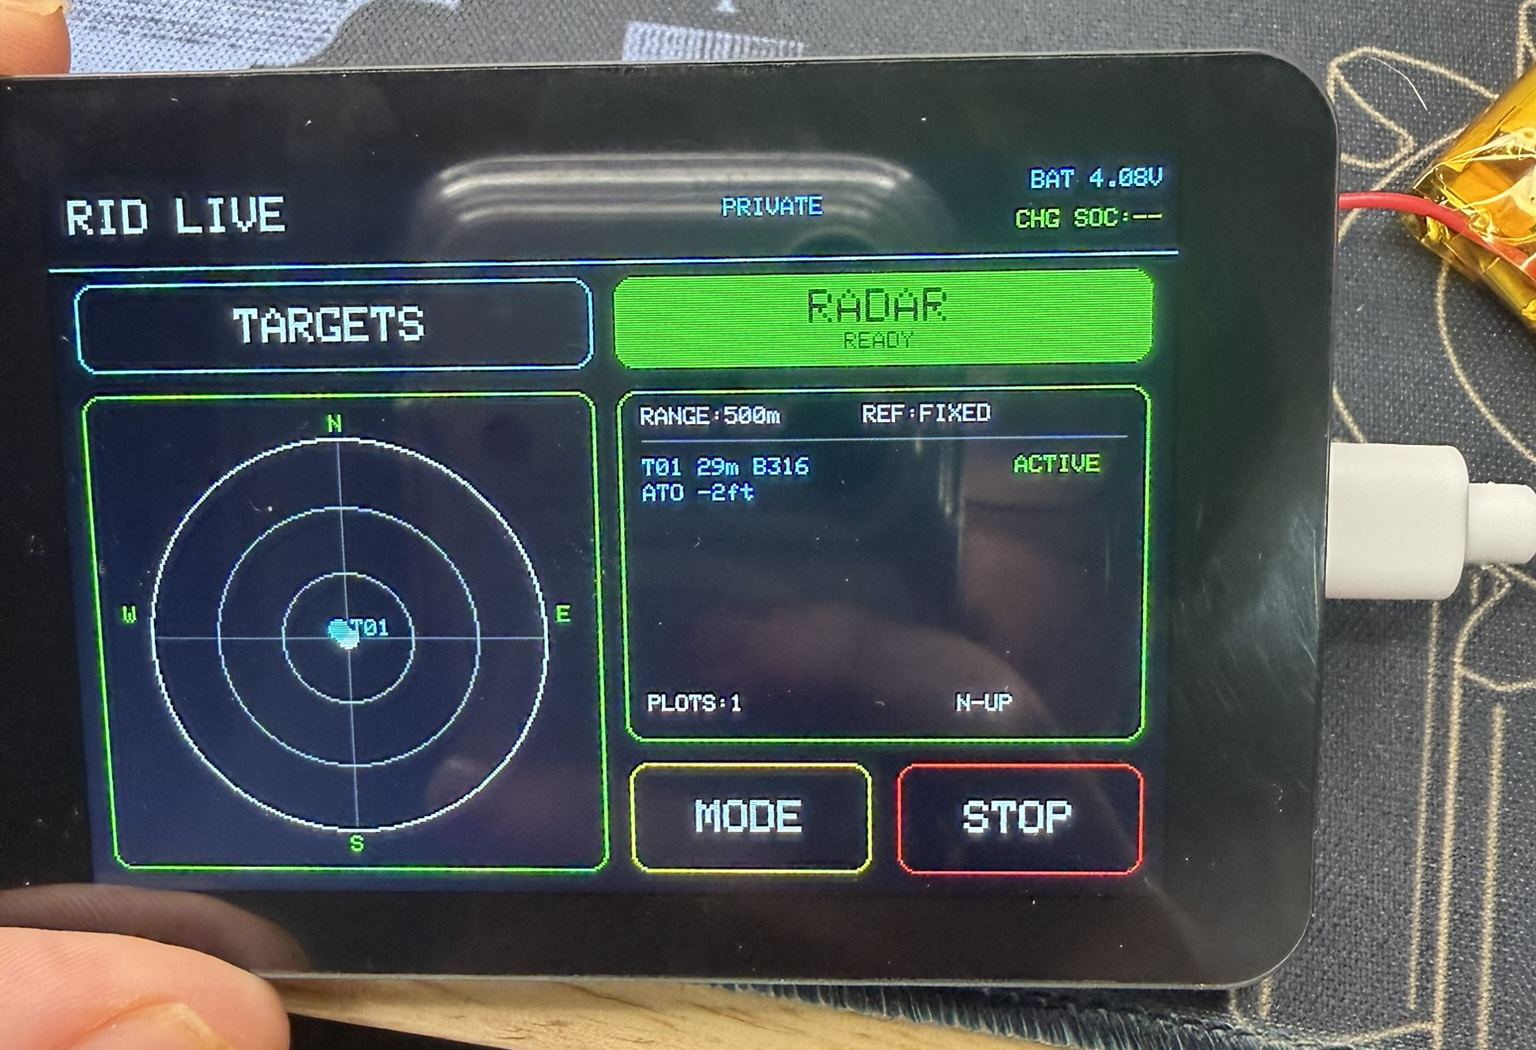 RID LIVE
PRIVATE
BAT 4.08V
CHG SOC:--
TARGETS
RADAR
READY
N
W
E
S
T01
RANGE:500m
REF:FIXED
T01 29m B316
ACTIVE
ATO -2ft
PLOTS:1
N-UP
MODE
STOP